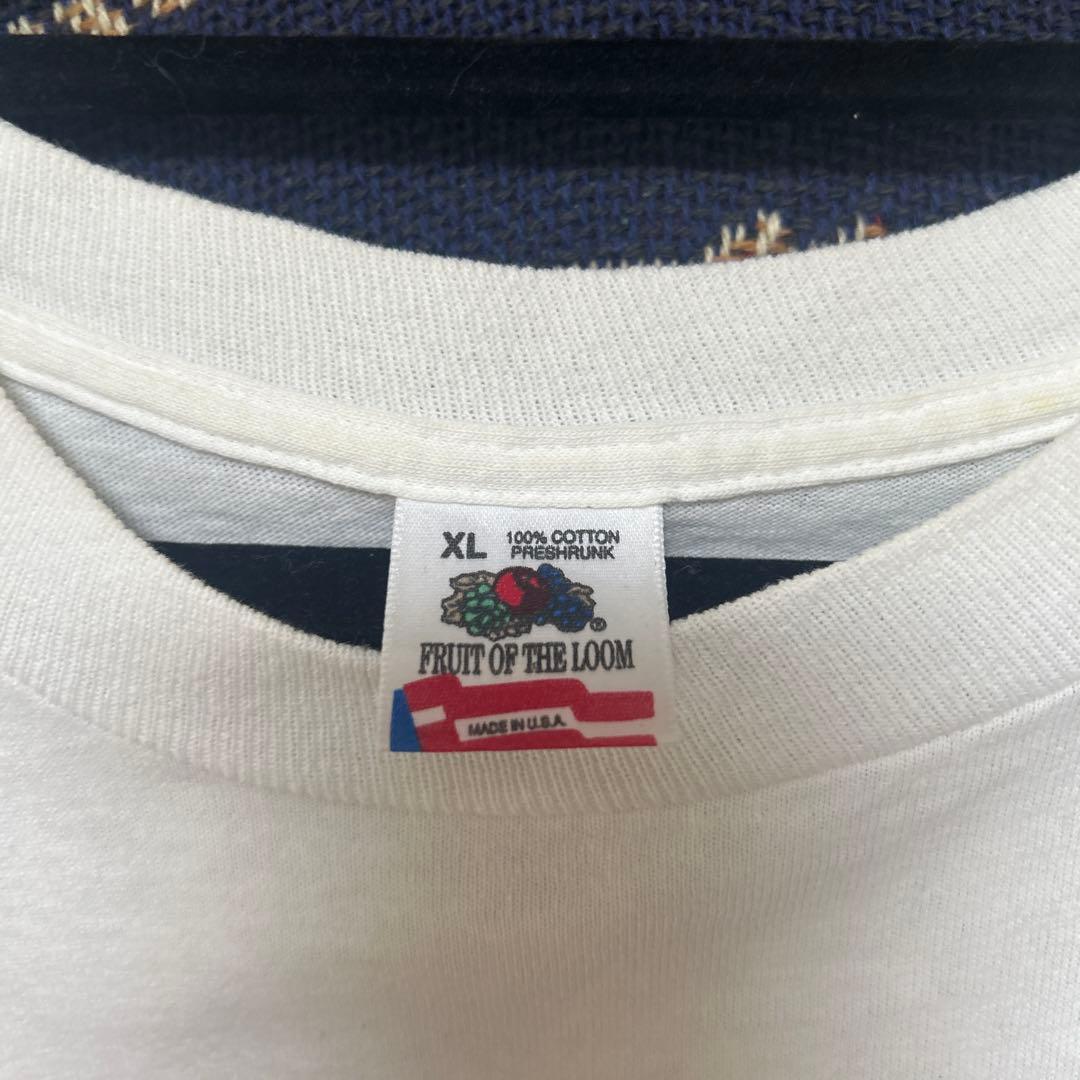 XL
100% COTTON
PRESHRUNK
®
FRUIT OF THE LOOM
MADE IN U.S.A.